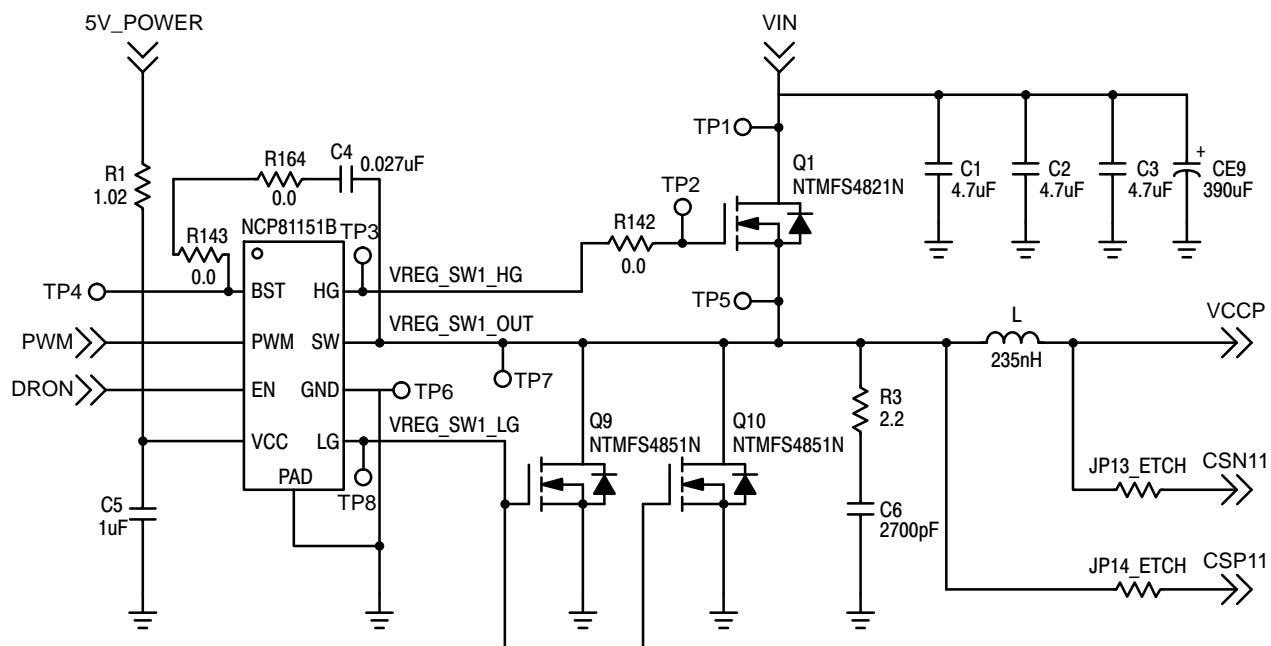 5V_POWER
VIN
TP1
Q1
NTMFS4821N
C1
4.7uF
C2
4.7uF
C3
4.7uF
+
CE9
390uF
R1
1.02
R164
0.0
C4
0.027uF
TP2
R142
0.0
R143
0.0
NCP81151B
TP3
TP4
BST
HG
VREG_SW1_HG
TP5
PWM
PWM
SW
VREG_SW1_OUT
L
235nH
VCCP
DRON
EN
GND
TP6
TP7
VCC
LG
VREG_SW1_LG
PAD
TP8
Q9
NTMFS4851N
Q10
NTMFS4851N
R3
2.2
C5
1uF
C6
2700pF
JP13_ETCH
CSN11
JP14_ETCH
CSP11